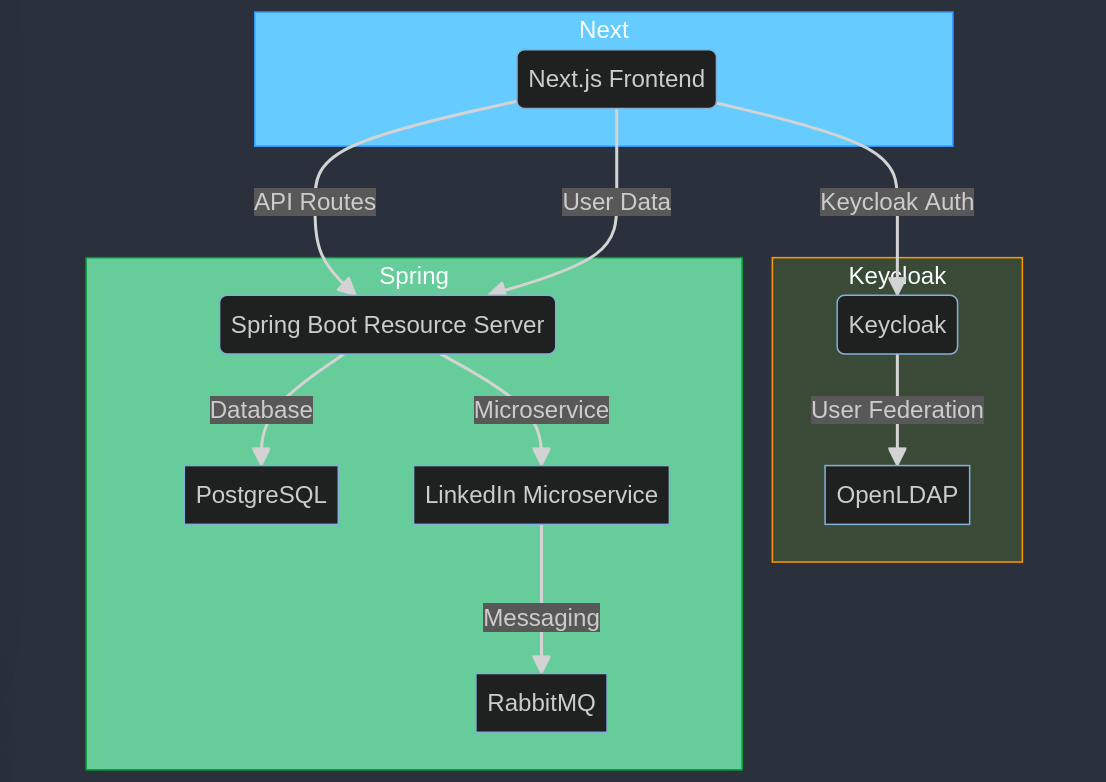 Next
Next.js Frontend
API Routes
User Data
Keycloak Auth
Spring
Keycloak
Spring Boot Resource Server
Keycloak
Database
Microservice
User Federation
PostgreSQL
LinkedIn Microservice
OpenLDAP
Messaging
RabbitMQ